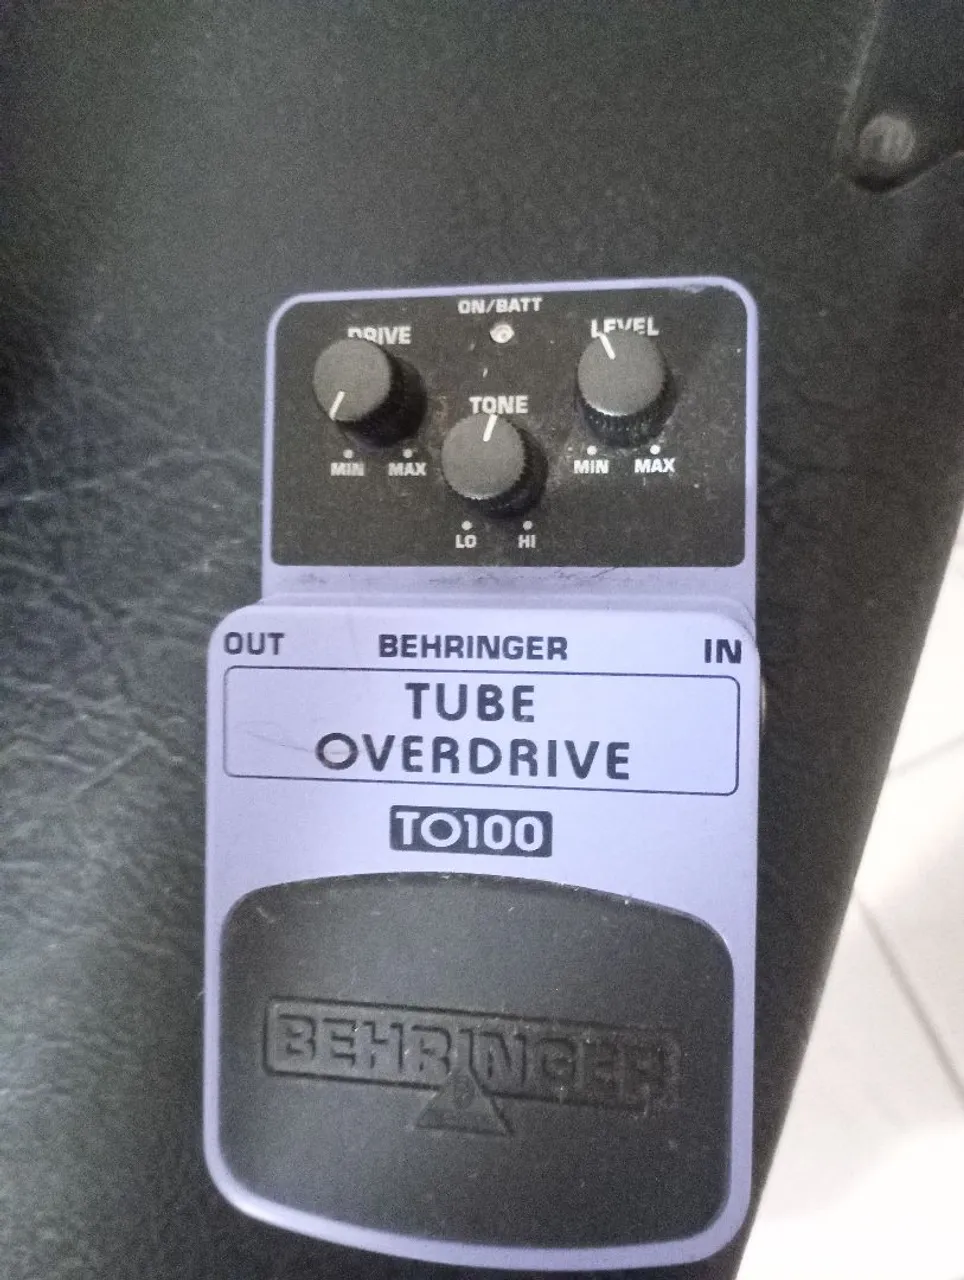 ON/BATT
DRIVE
LEVEL
TONE
MIN MAX
MIN MAX
LO HI
OUT
BEHRINGER
IN
TUBE
OVERDRIVE
TO100
BEHRINGER